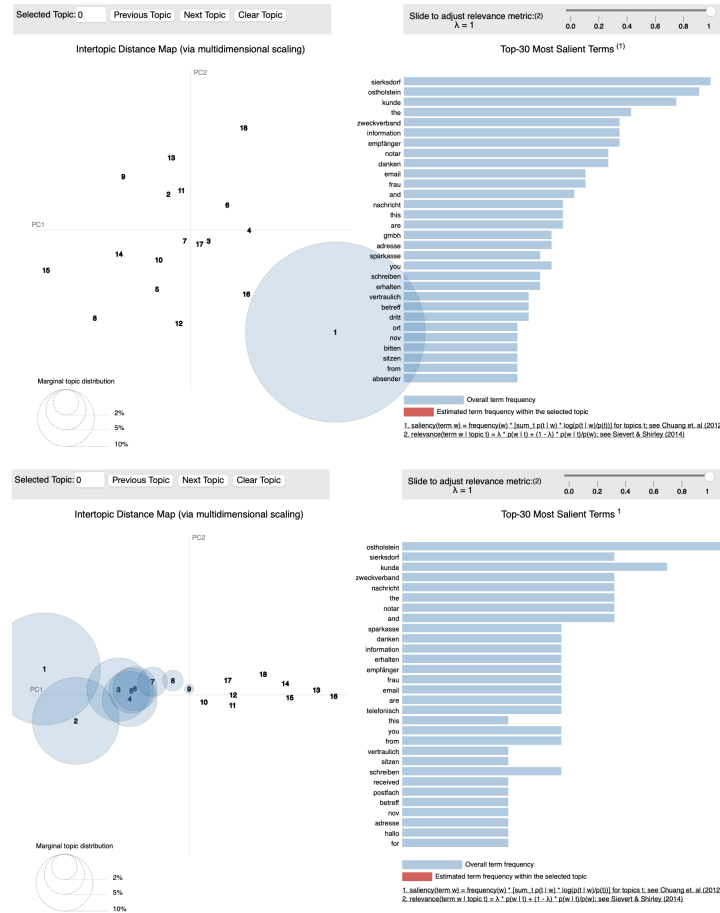 Selected Topic: 0 Previous Topic Next Topic Clear Topic
Slide to adjust relevance metric:(2)
λ = 1
0.0 0.2 0.4 0.6 0.8 1
Intertopic Distance Map (via multidimensional scaling)
PC2
PC1
18
13
9
2
11
6
4
7
17
3
14
10
15
5
16
8
12
1
Marginal topic distribution
2%
5%
10%
Top-30 Most Salient Terms (1)
sierksdorf
ostholstein
kunde
the
zweckverband
information
empfänger
notar
danken
email
frau
and
nachricht
this
are
gmbh
adresse
sparkasse
you
schreiben
erhalten
vertraulich
betreff
dritt
ort
nov
bitten
sitzen
from
absender
Overall term frequency
Estimated term frequency within the selected topic
1. saliency(term w) = frequency(w) * [sum_t p(t | w) * log(p(t | w)/p(t))] for topics t; see Chuang et. al (2012
2. relevance(term w | topic t) = λ * p(w | t) + (1 - λ) * p(w | t)/p(w); see Sievert & Shirley (2014)
Selected Topic: 0 Previous Topic Next Topic Clear Topic
Slide to adjust relevance metric:(2)
λ = 1
0.0 0.2 0.4 0.6 0.8 1
Intertopic Distance Map (via multidimensional scaling)
PC2
PC1
1
2
3
4
5
6
7
8
9
10
17
12
11
18
14
15
13
16
Marginal topic distribution
2%
5%
10%
Top-30 Most Salient Terms 1
ostholstein
sierksdorf
kunde
zweckverband
nachricht
the
notar
and
sparkasse
danken
information
erhalten
empfänger
frau
email
are
telefonisch
this
you
from
vertraulich
sitzen
schreiben
received
postfach
betreff
nov
adresse
hallo
for
Overall term frequency
Estimated term frequency within the selected topic
1. saliency(term w) = frequency(w) * [sum_t p(t | w) * log(p(t | w)/p(t))] for topics t; see Chuang et. al (2012
2. relevance(term w | topic t) = λ * p(w | t) + (1 - λ) * p(w | t)/p(w); see Sievert & Shirley (2014)